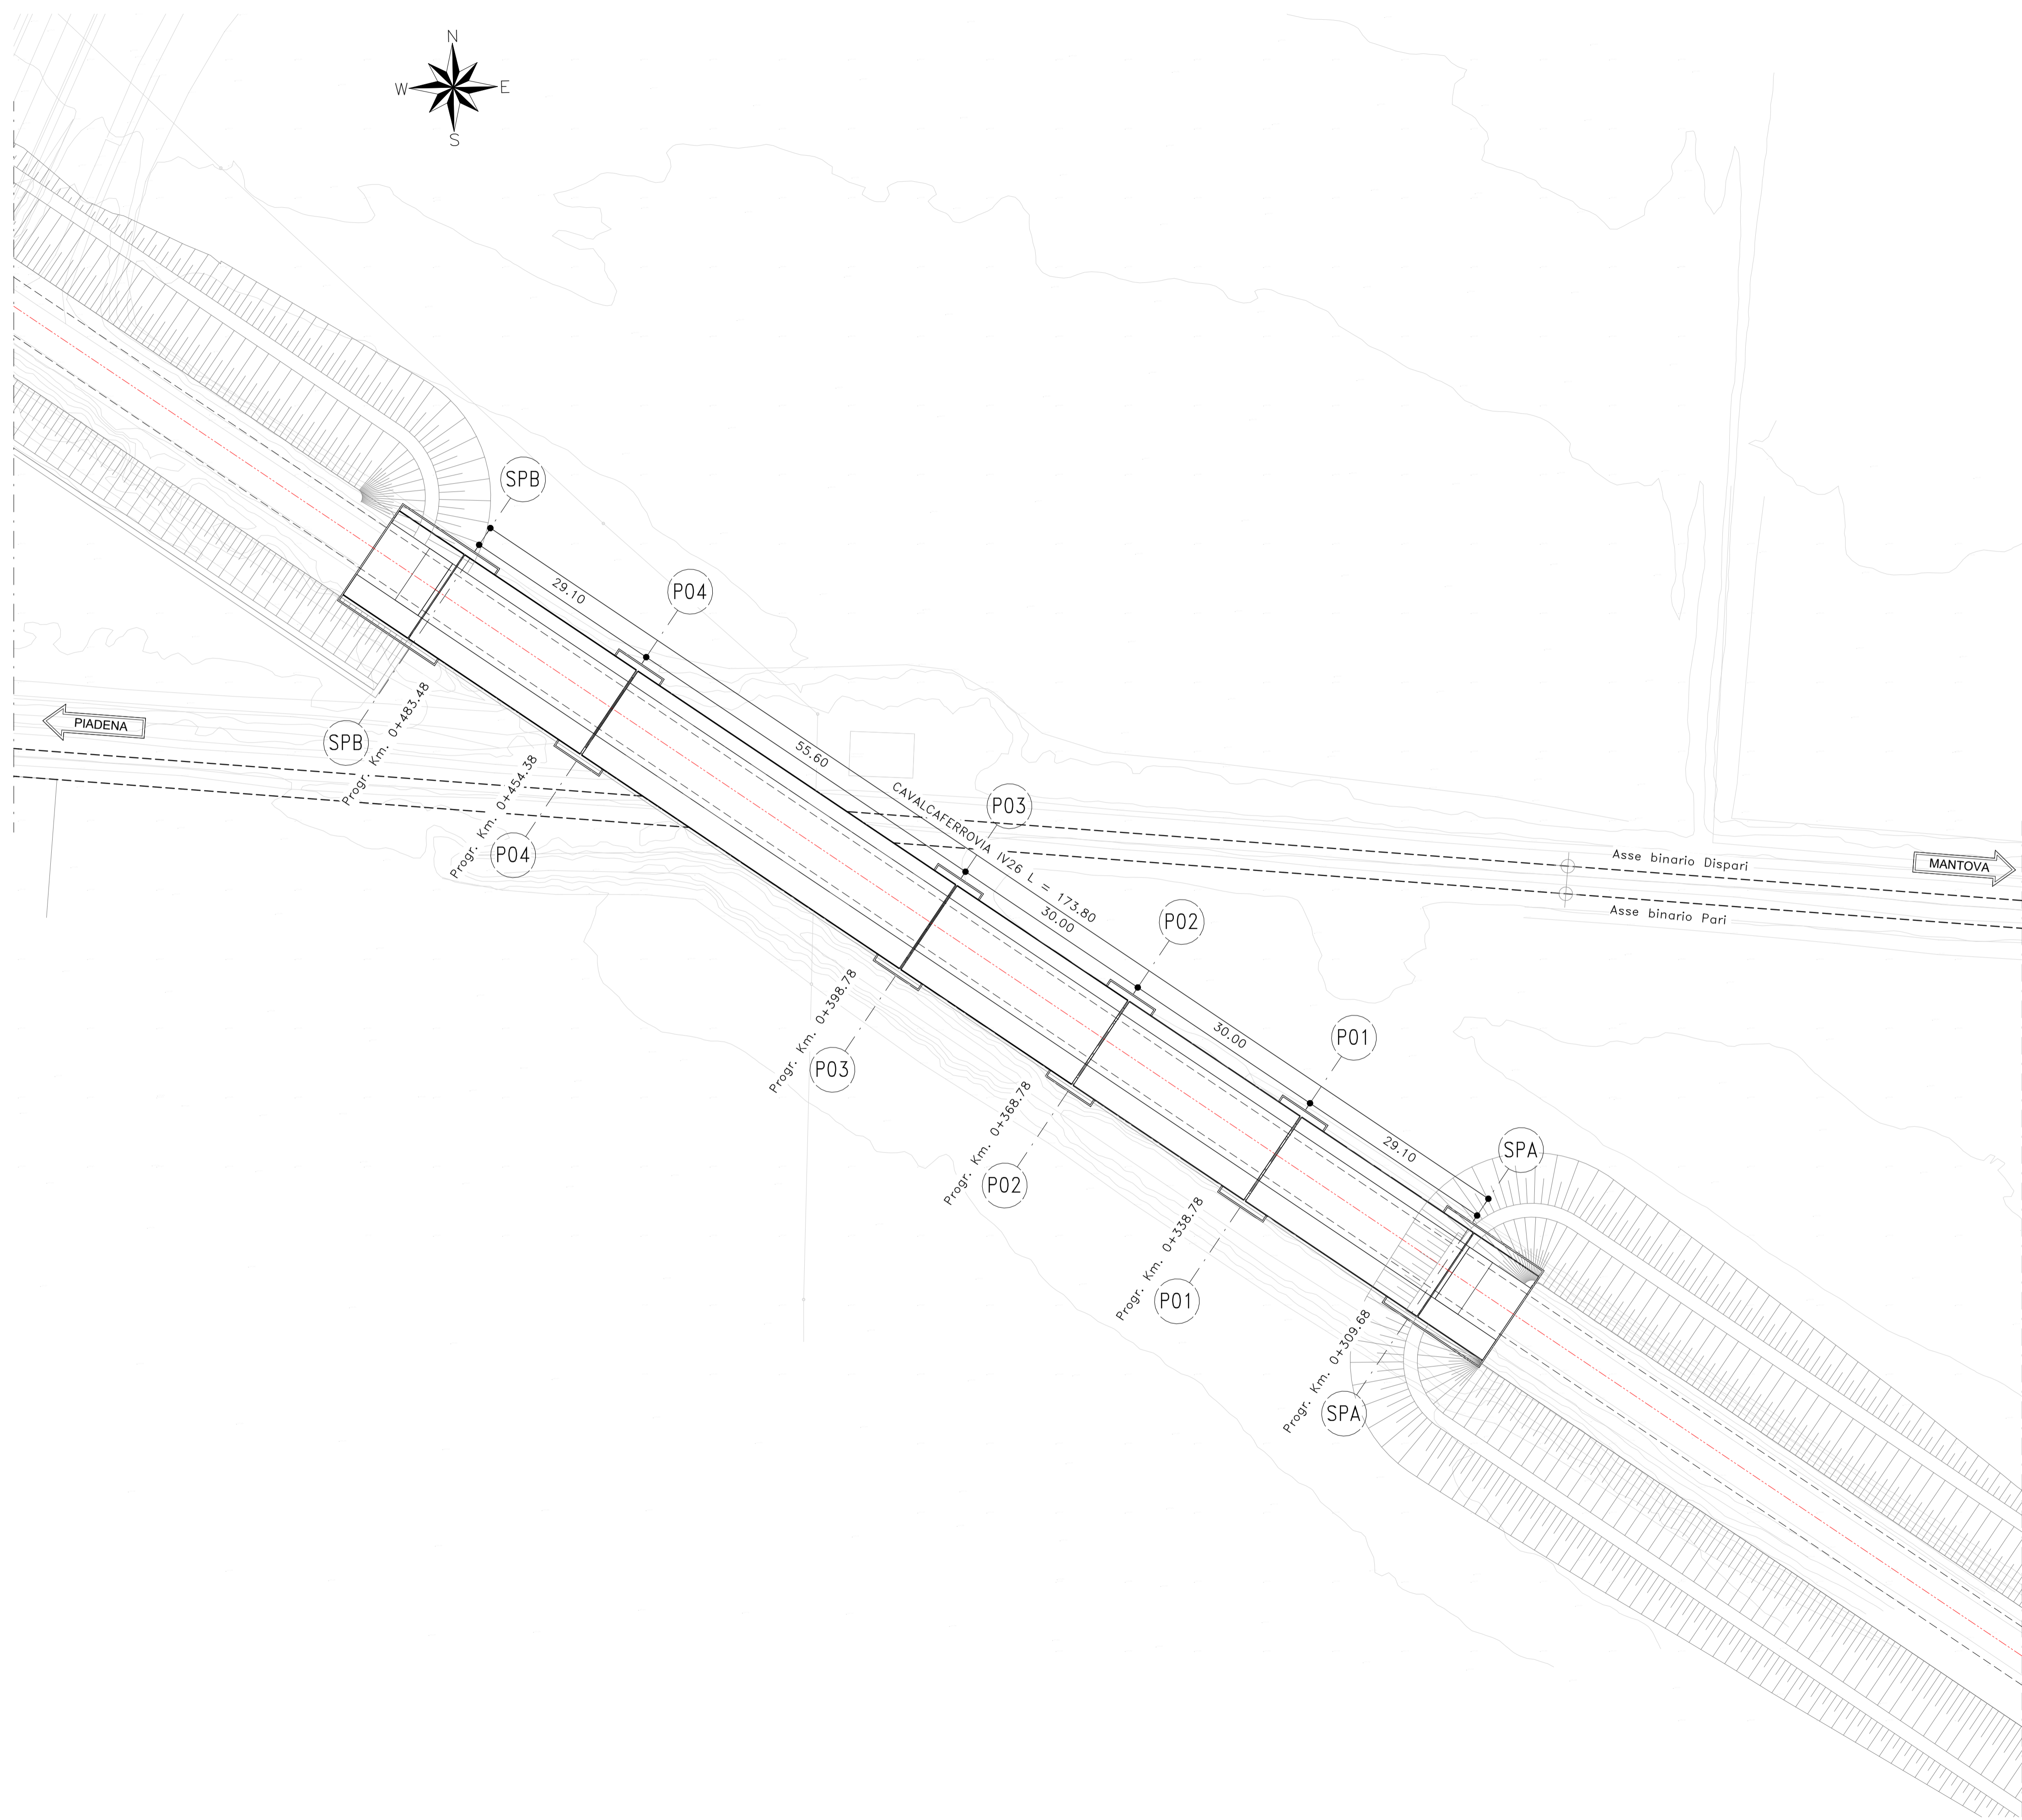 N
W
E
S
SPB
29.10
P04
55.60
CAVALCAFERROVIA IV26 L = 173.80
P03
30.00
P02
30.00
P01
29.10
SPA
PIADENA
MANTOVA
Asse binario Dispari
Asse binario Pari
SPB
Progr. Km. 0+483.48
P04
Progr. Km. 0+454.38
P03
Progr. Km. 0+398.78
P02
Progr. Km. 0+368.78
P01
Progr. Km. 0+338.78
SPA
Progr. Km. 0+309.68